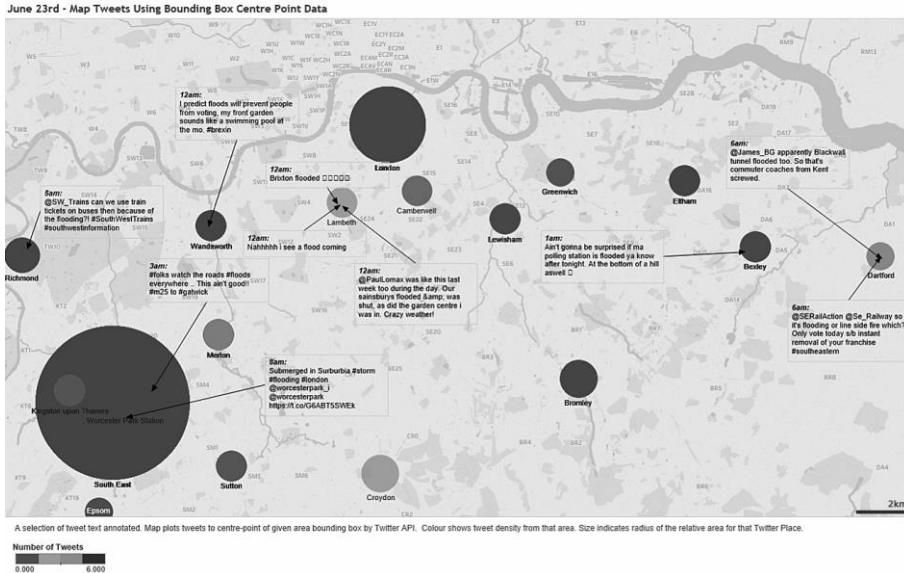 June 23rd - Map Tweets Using Bounding Box Centre Point Data
12am:
I predict floods will prevent people
from voting, my front garden
sounds like a swimming pool at
the mo. #brexin
6am:
@James_BG apparently Blackwall
tunnel flooded too. So that's
commuter coaches from Kent
screwed.
London
12am:
Brixton flooded
5am:
@SW_Trains can we use train
tickets on buses then because of
the flooding?! #SouthWestTrains
#southwestinformation
Greenwich
Eltham
Camberwell
Lambeth
Lewisham
Wandsworth
12am:
Nahhhhh i see a flood coming
1am:
Ain't gonna be surprised if ma
polling station is flooded ya know
after tonight. At the bottom of a hill
aswell
Bexley
Dartford
Richmond
3am:
#folks watch the roads #floods
everywhere .. This ain't good!!
#m25 to #gatwick
12am:
@PaulLomax was like this last
week too during the day. Our
sainsburys flooded &amp; was
shut, as did the garden centre i
was in. Crazy weather!
6am:
@SERailAction @Se_Railway so
it's flooding or line side fire which?
Only vote today s/b instant
removal of your franchise
#southeastern
Merton
8am:
Submerged in Surburbia #storm
#flooding #london
@worcesterpark_i
@worcesterpark
https://t.co/G6ABT5SWEk
Kingston upon Thames
Worcester Park Station
Bromley
South East
Sutton
Croydon
Epsom
2km
A selection of tweet text annotated. Map plots tweets to centre-point of given area bounding box by Twitter API. Colour shows tweet density from that area. Size indicates radius of the relative area for that Twitter Place.
Number of Tweets
0.000 6.000